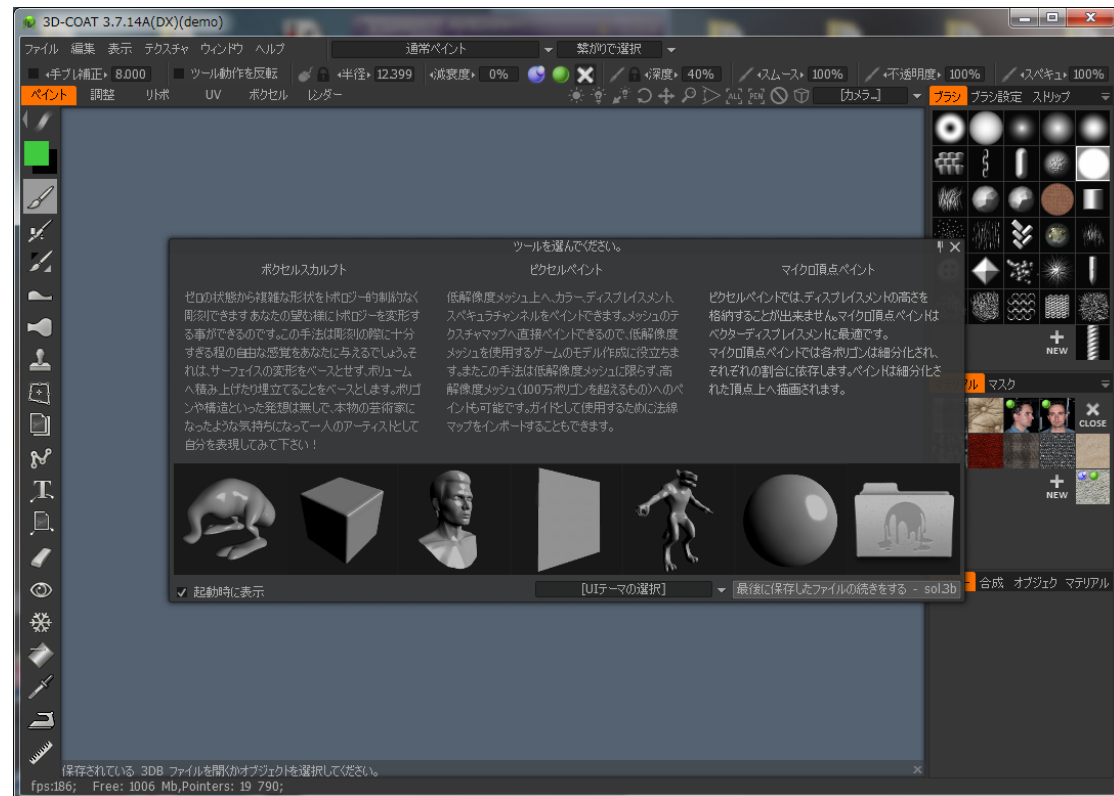 3D-COAT 3.7.14A(DX)(demo)
ファイル 編集 表示 テクスチャ ウィンドウ ヘルプ 通常ペイント 繋がりで選択
手ブレ補正 8.000 ツール動作を反転 半径 12.399 減衰度 0% 深度 40% スムース 100% 不透明度 100% スペキュ 100%
ペイント 調整 リトポ UV ボクセル レンダー ALL PEN [カメラ_] ブラシ ブラシ設定 ストリップ
ツールを選んでください。
ボクセルスカルプト
ゼロの状態から複雑な形状をトポロジー的制約なく
彫刻できますあなたの望む様にトポロジーを変形す
る事ができるのです。この手法は彫刻の際に十分
すぎる程の自由な感覚をあなたに与えるでしょう。そ
れは、サーフェイスの変形をベースとせず、ボリューム
へ積み上げたり埋立てることをベースとします。ポリゴ
ンや構造といった発想は無しで、本物の芸術家に
なったような気持ちになって一人のアーティストとして
自分を表現してみて下さい！
ピクセルペイント
低解像度メッシュ上へ、カラー、ディスプレイスメント、
スペキュラチャンネルをペイントできます。メッシュのテ
クスチャマップへ直接ペイントできるので、低解像度
メッシュを使用するゲームのモデル作成に役立ちま
す。またこの手法は低解像度メッシュに限らず、高
解像度メッシュ(100万ポリゴンを超えるもの)へのペ
イントも可能です。ガイドとして使用するために法線
マップをインポートすることもできます。
マイクロ頂点ペイント
ピクセルペイントでは、ディスプレイスメントの高さを
格納することが出来ません。マイクロ頂点ペイントは
ベクターディスプレイスメントに最適です。
マイクロ頂点ペイントでは各ポリゴンは細分化され、
それぞれの割合に依存します。ペイントは細分化さ
れた頂点上へ描画されます。
NEW
マスク
CLOSE
NEW
起動時に表示 [UIテーマの選択] 最後に保存したファイルの続きをする - sol.3b
合成 オブジェク マテリアル
保存されている 3DB ファイルを開くかオブジェクトを選択してください。
fps:186; Free: 1006 Mb,Pointers: 19 790;